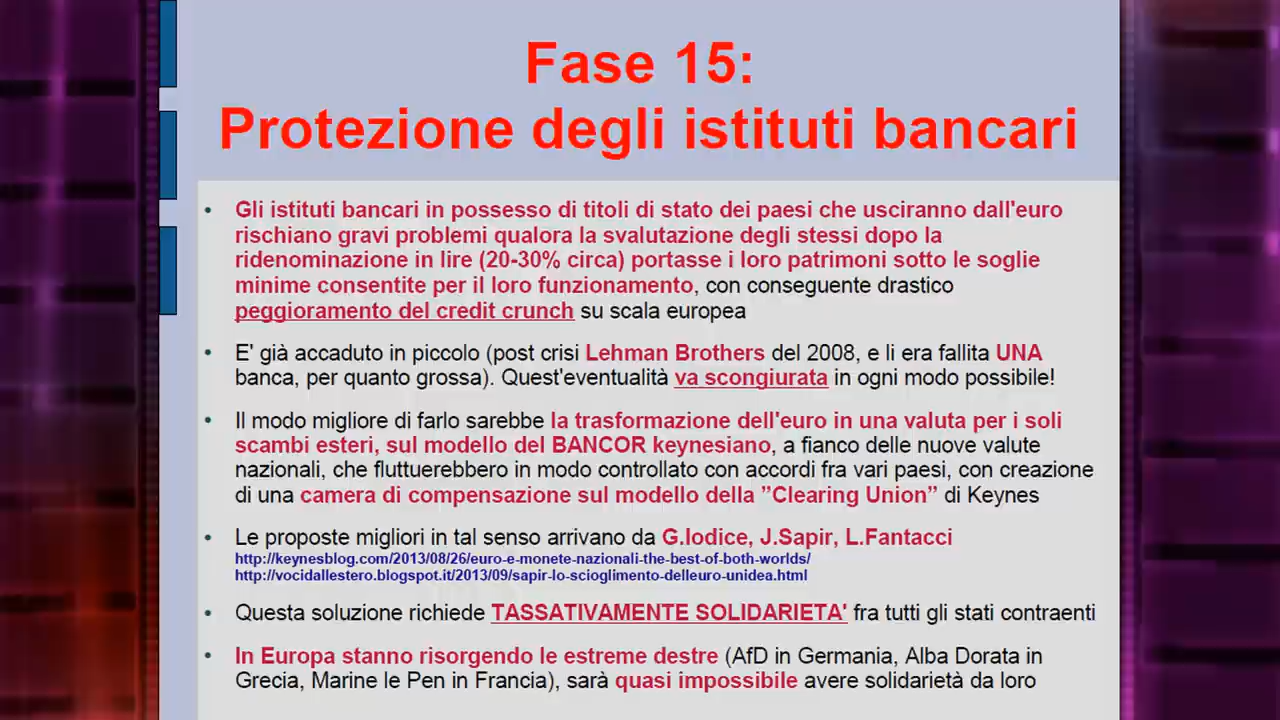 Fase 15:
Protezione degli istituti bancari
• Gli istituti bancari in possesso di titoli di stato dei paesi che usciranno dall'euro
rischiano gravi problemi qualora la svalutazione degli stessi dopo la
ridenominazione in lire (20-30% circa) portasse i loro patrimoni sotto le soglie
minime consentite per il loro funzionamento, con conseguente drastico
peggioramento del credit crunch su scala europea
• E' già accaduto in piccolo (post crisi Lehman Brothers del 2008, e li era fallita UNA
banca, per quanto grossa). Quest'eventualità va scongiurata in ogni modo possibile!
• Il modo migliore di farlo sarebbe la trasformazione dell'euro in una valuta per i soli
scambi esteri, sul modello del BANCOR keynesiano, a fianco delle nuove valute
nazionali, che fluttuerebbero in modo controllato con accordi fra vari paesi, con creazione
di una camera di compensazione sul modello della ”Clearing Union” di Keynes
• Le proposte migliori in tal senso arrivano da G.Iodice, J.Sapir, L.Fantacci
http://keynesblog.com/2013/08/26/euro-e-monete-nazionali-the-best-of-both-worlds/
http://vocidallestero.blogspot.it/2013/09/sapir-lo-scioglimento-delleuro-unidea.html
• Questa soluzione richiede TASSATIVAMENTE SOLIDARIETA' fra tutti gli stati contraenti
• In Europa stanno risorgendo le estreme destre (AfD in Germania, Alba Dorata in
Grecia, Marine le Pen in Francia), sarà quasi impossibile avere solidarietà da loro